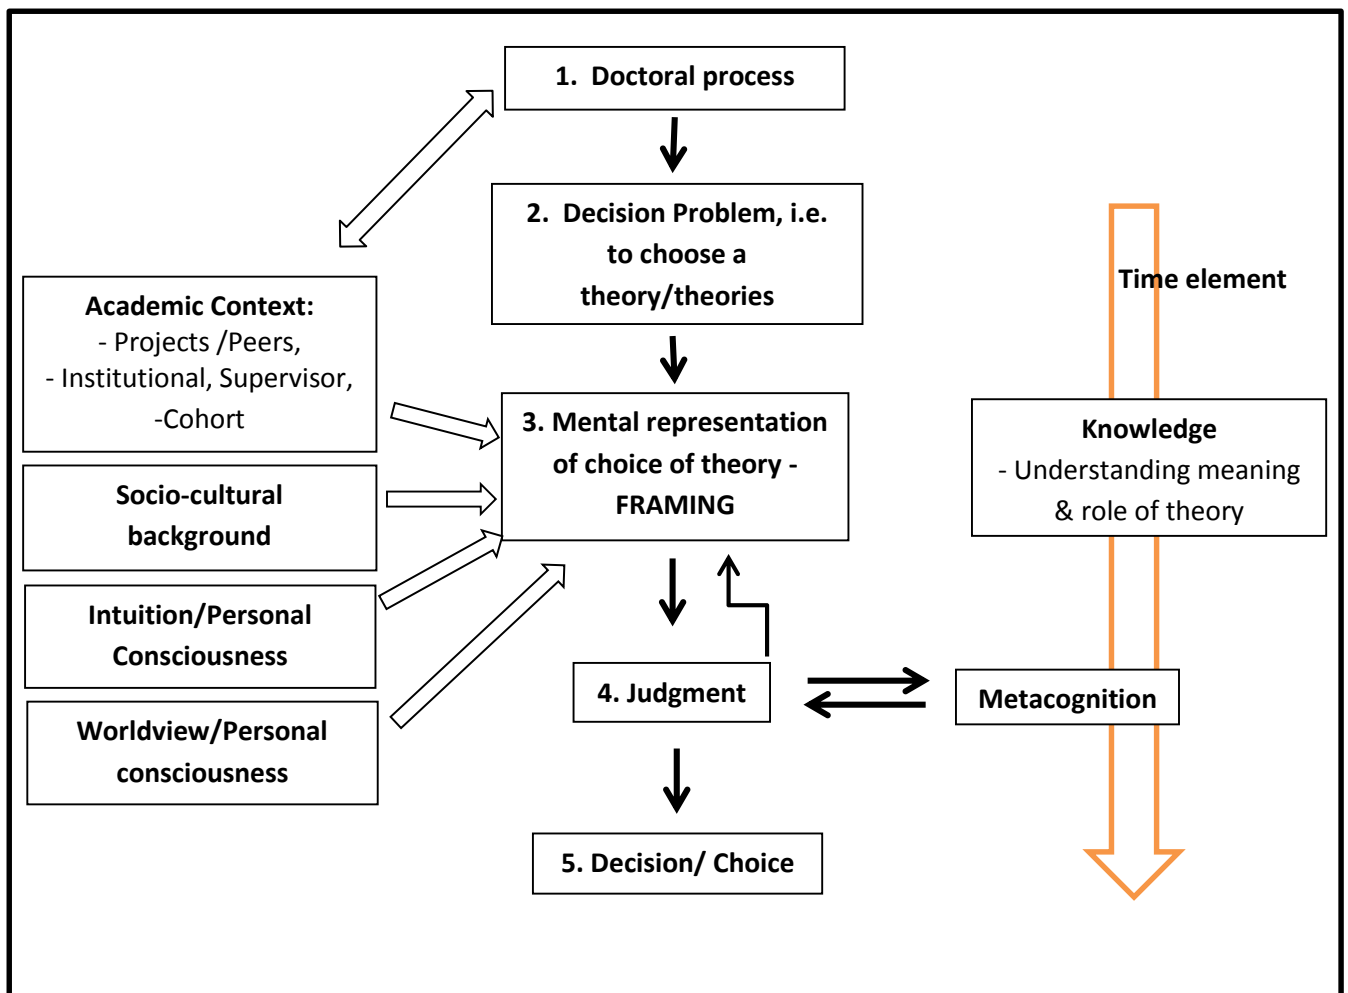 1. Doctoral process
2. Decision Problem, i.e.
to choose a
theory/theories
Time element
Academic Context:
- Projects /Peers,
- Institutional, Supervisor,
-Cohort
3. Mental representation
of choice of theory -
FRAMING
Knowledge
- Understanding meaning
& role of theory
Socio-cultural
background
Intuition/Personal
Consciousness
4. Judgment
Metacognition
Worldview/Personal
consciousness
5. Decision/ Choice